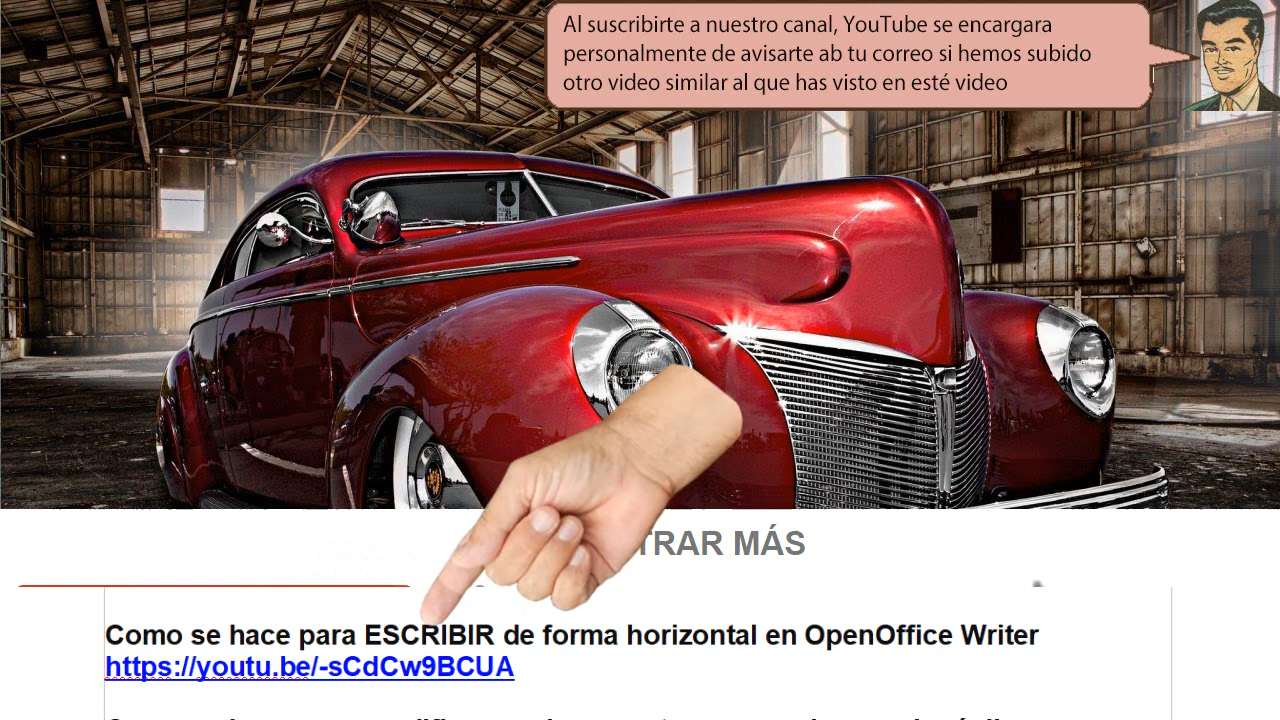 Al suscribirte a nuestro canal, YouTube se encargara
personalmente de avisarte ab tu correo si hemos subido
otro video similar al que has visto en esté video
TRAR MÁS
Como se hace para ESCRIBIR de forma horizontal en OpenOffice Writer
https://youtu.be/-sCdCw9BCUA